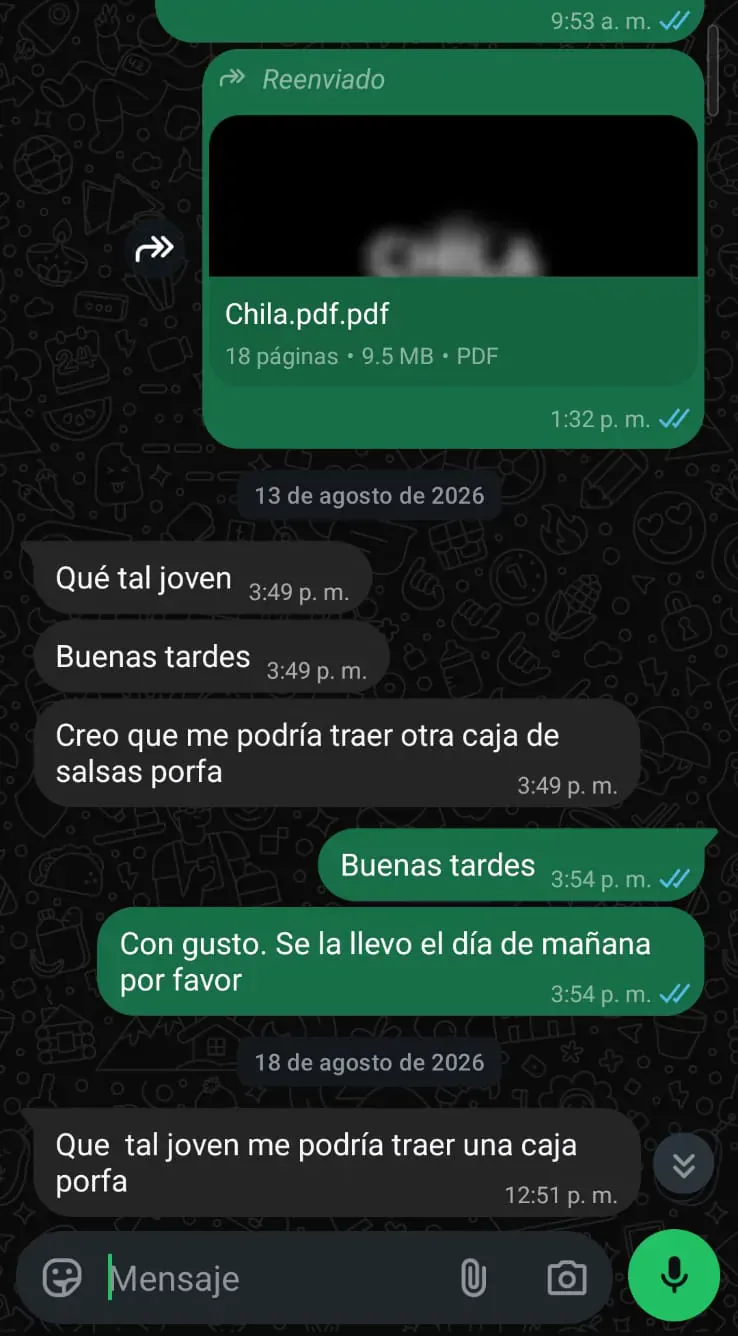 9:53 a. m.
Reenviado
CHILA
Chila.pdf.pdf
18 páginas • 9.5 MB • PDF
1:32 p. m.
13 de agosto de 2026
Qué tal joven 3:49 p. m.
Buenas tardes 3:49 p. m.
Creo que me podría traer otra caja de
salsas porfa
3:49 p. m.
Buenas tardes 3:54 p. m.
Con gusto. Se la llevo el día de mañana
por favor
3:54 p. m.
18 de agosto de 2026
Que  tal joven me podría traer una caja
porfa
12:51 p. m.
Mensaje